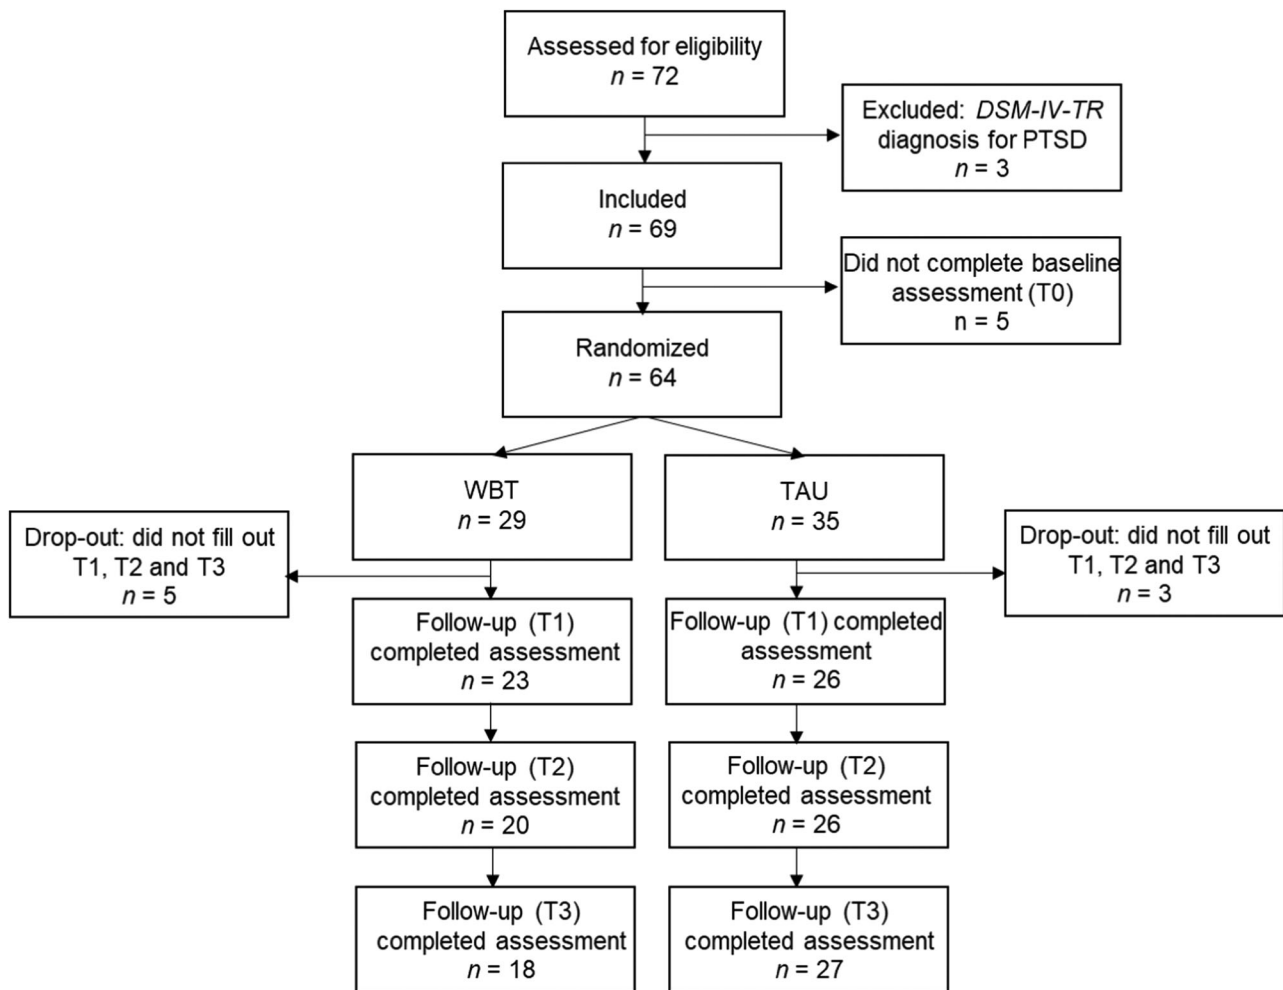 Assessed for eligibility
n = 72
Excluded: DSM-IV-TR
diagnosis for PTSD
n = 3
Included
n = 69
Did not complete baseline
assessment (T0)
n = 5
Randomized
n = 64
WBT
n = 29
TAU
n = 35
Drop-out: did not fill out
T1, T2 and T3
n = 5
Drop-out: did not fill out
T1, T2 and T3
n = 3
Follow-up (T1)
completed assessment
n = 23
Follow-up (T1) completed
assessment
n = 26
Follow-up (T2)
completed assessment
n = 20
Follow-up (T2)
completed assessment
n = 26
Follow-up (T3)
completed assessment
n = 18
Follow-up (T3)
completed assessment
n = 27